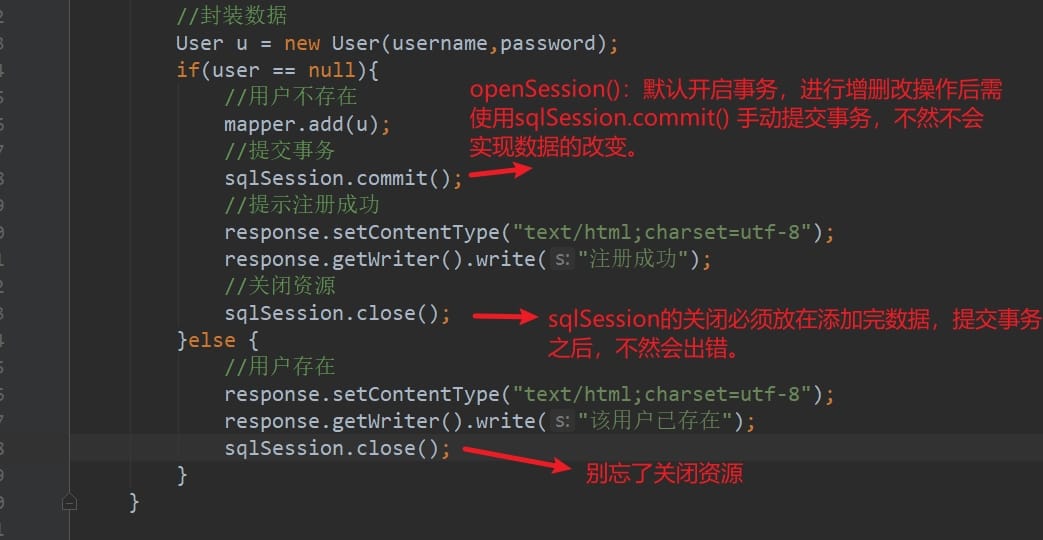 //封装数据
User u = new User(username,password);
if(user == null){
//用户不存在
openSession()：默认开启事务，进行增删改操作后需
使用sqlSession.commit() 手动提交事务，不然不会
实现数据的改变。
mapper.add(u);
//提交事务
sqlSession.commit();
//提示注册成功
response.setContentType("text/html;charset=utf-8");
response.getWriter().write( s: "注册成功");
//关闭资源
sqlSession.close();
sqlSession的关闭必须放在添加完数据，提交事务
之后，不然会出错。
}else {
//用户存在
response.setContentType("text/html;charset=utf-8");
response.getWriter().write( s: "该用户已存在");
sqlSession.close();
别忘了关闭资源
}
}